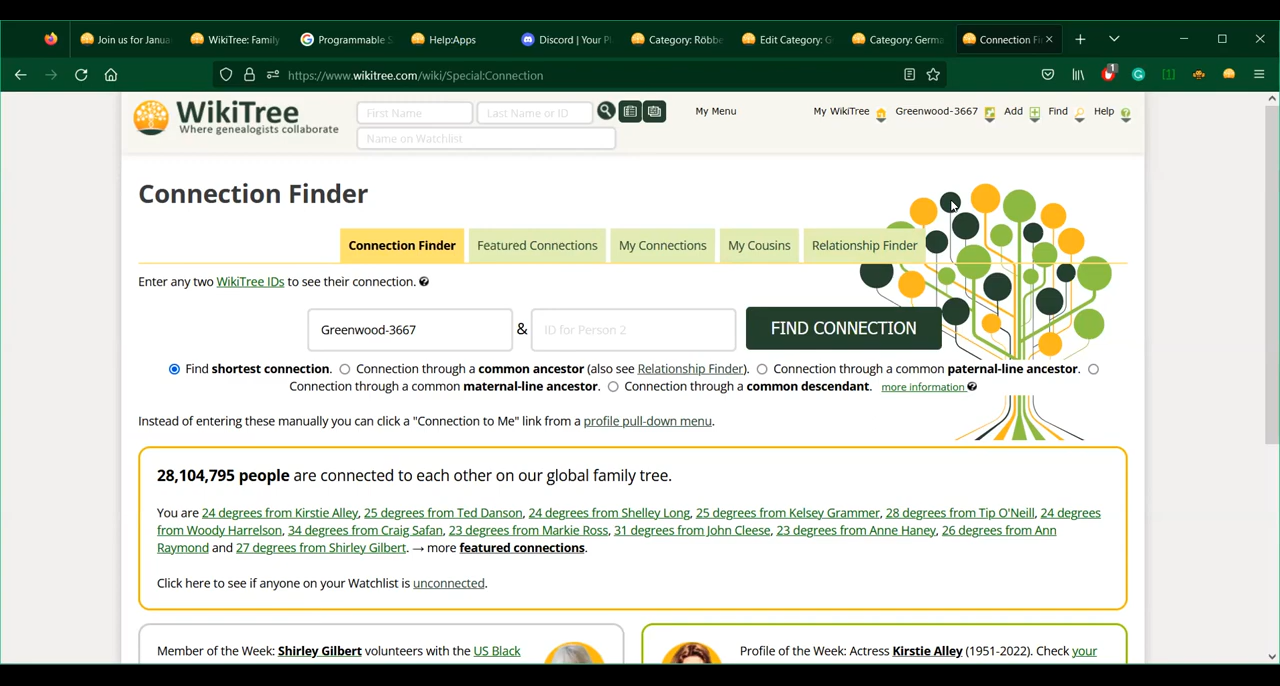 Join us for Janua
WikiTree: Family
Programmable S
Help:Apps
Discord | Your Pl
Category: Röbbe
Edit Category: G
Category: Germa
Connection Fi
https://www.wikitree.com/wiki/Special:Connection
1
WikiTree
Where genealogists collaborate
First Name
Last Name or ID
My Menu
My WikiTree
Greenwood-3667
Add
Find
Help
Name on Watchlist
Connection Finder
Connection Finder
Featured Connections
My Connections
My Cousins
Relationship Finder
Enter any two WikiTree IDs to see their connection.
Greenwood-3667
&
ID for Person 2
FIND CONNECTION
Find shortest connection. Connection through a common ancestor (also see Relationship Finder). Connection through a common paternal-line ancestor.
Connection through a common maternal-line ancestor. Connection through a common descendant. more information
Instead of entering these manually you can click a "Connection to Me" link from a profile pull-down menu.
28,104,795 people are connected to each other on our global family tree.
You are 24 degrees from Kirstie Alley, 25 degrees from Ted Danson, 24 degrees from Shelley Long, 25 degrees from Kelsey Grammer, 28 degrees from Tip O'Neill, 24 degrees
from Woody Harrelson, 34 degrees from Craig Safan, 23 degrees from Markie Ross, 31 degrees from John Cleese, 23 degrees from Anne Haney, 26 degrees from Ann
Raymond and 27 degrees from Shirley Gilbert. → more featured connections.
Click here to see if anyone on your Watchlist is unconnected.
Member of the Week: Shirley Gilbert volunteers with the US Black
Profile of the Week: Actress Kirstie Alley (1951-2022). Check your